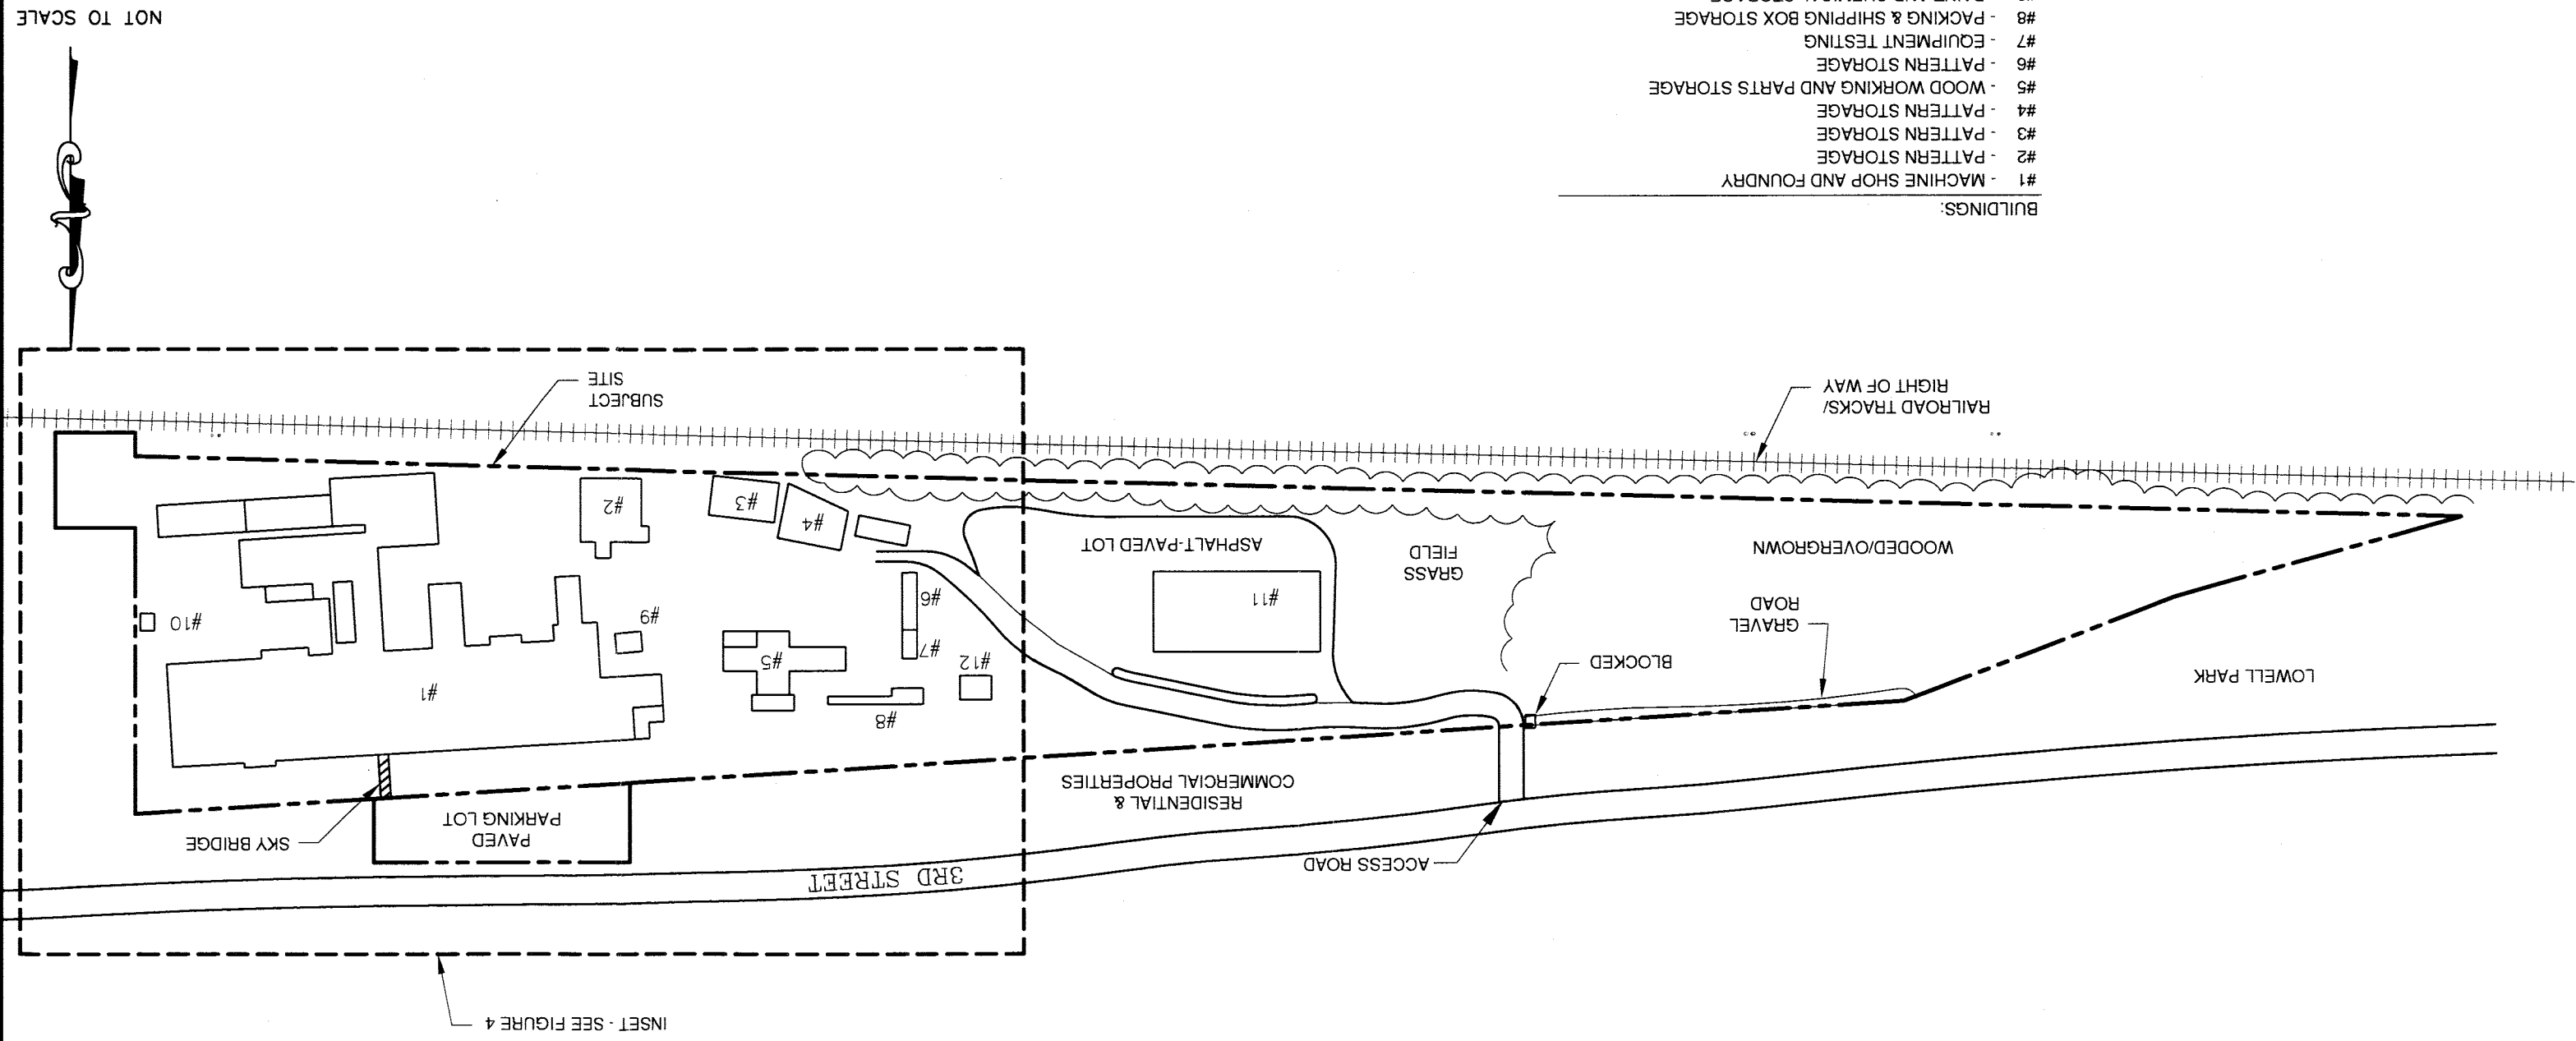 INSET - SEE FIGURE 4
3RD STREET
ACCESS ROAD
PAVED
PARKING LOT
SKY BRIDGE
RESIDENTIAL &
COMMERCIAL PROPERTIES
LOWELL PARK
BLOCKED
GRAVEL
ROAD
WOODED/OVERGROWN
GRASS
FIELD
ASPHALT-PAVED LOT
#11
#12
#8
#7
#6
#5
#1
#9
#10
#4
#3
#2
SUBJECT
SITE
RAILROAD TRACKS/
RIGHT OF WAY
BUILDINGS:
#1 - MACHINE SHOP AND FOUNDRY
#2 - PATTERN STORAGE
#3 - PATTERN STORAGE
#4 - PATTERN STORAGE
#5 - WOOD WORKING AND PARTS STORAGE
#6 - PATTERN STORAGE
#7 - EQUIPMENT TESTING
#8 - PACKING & SHIPPING BOX STORAGE
NOT TO SCALE